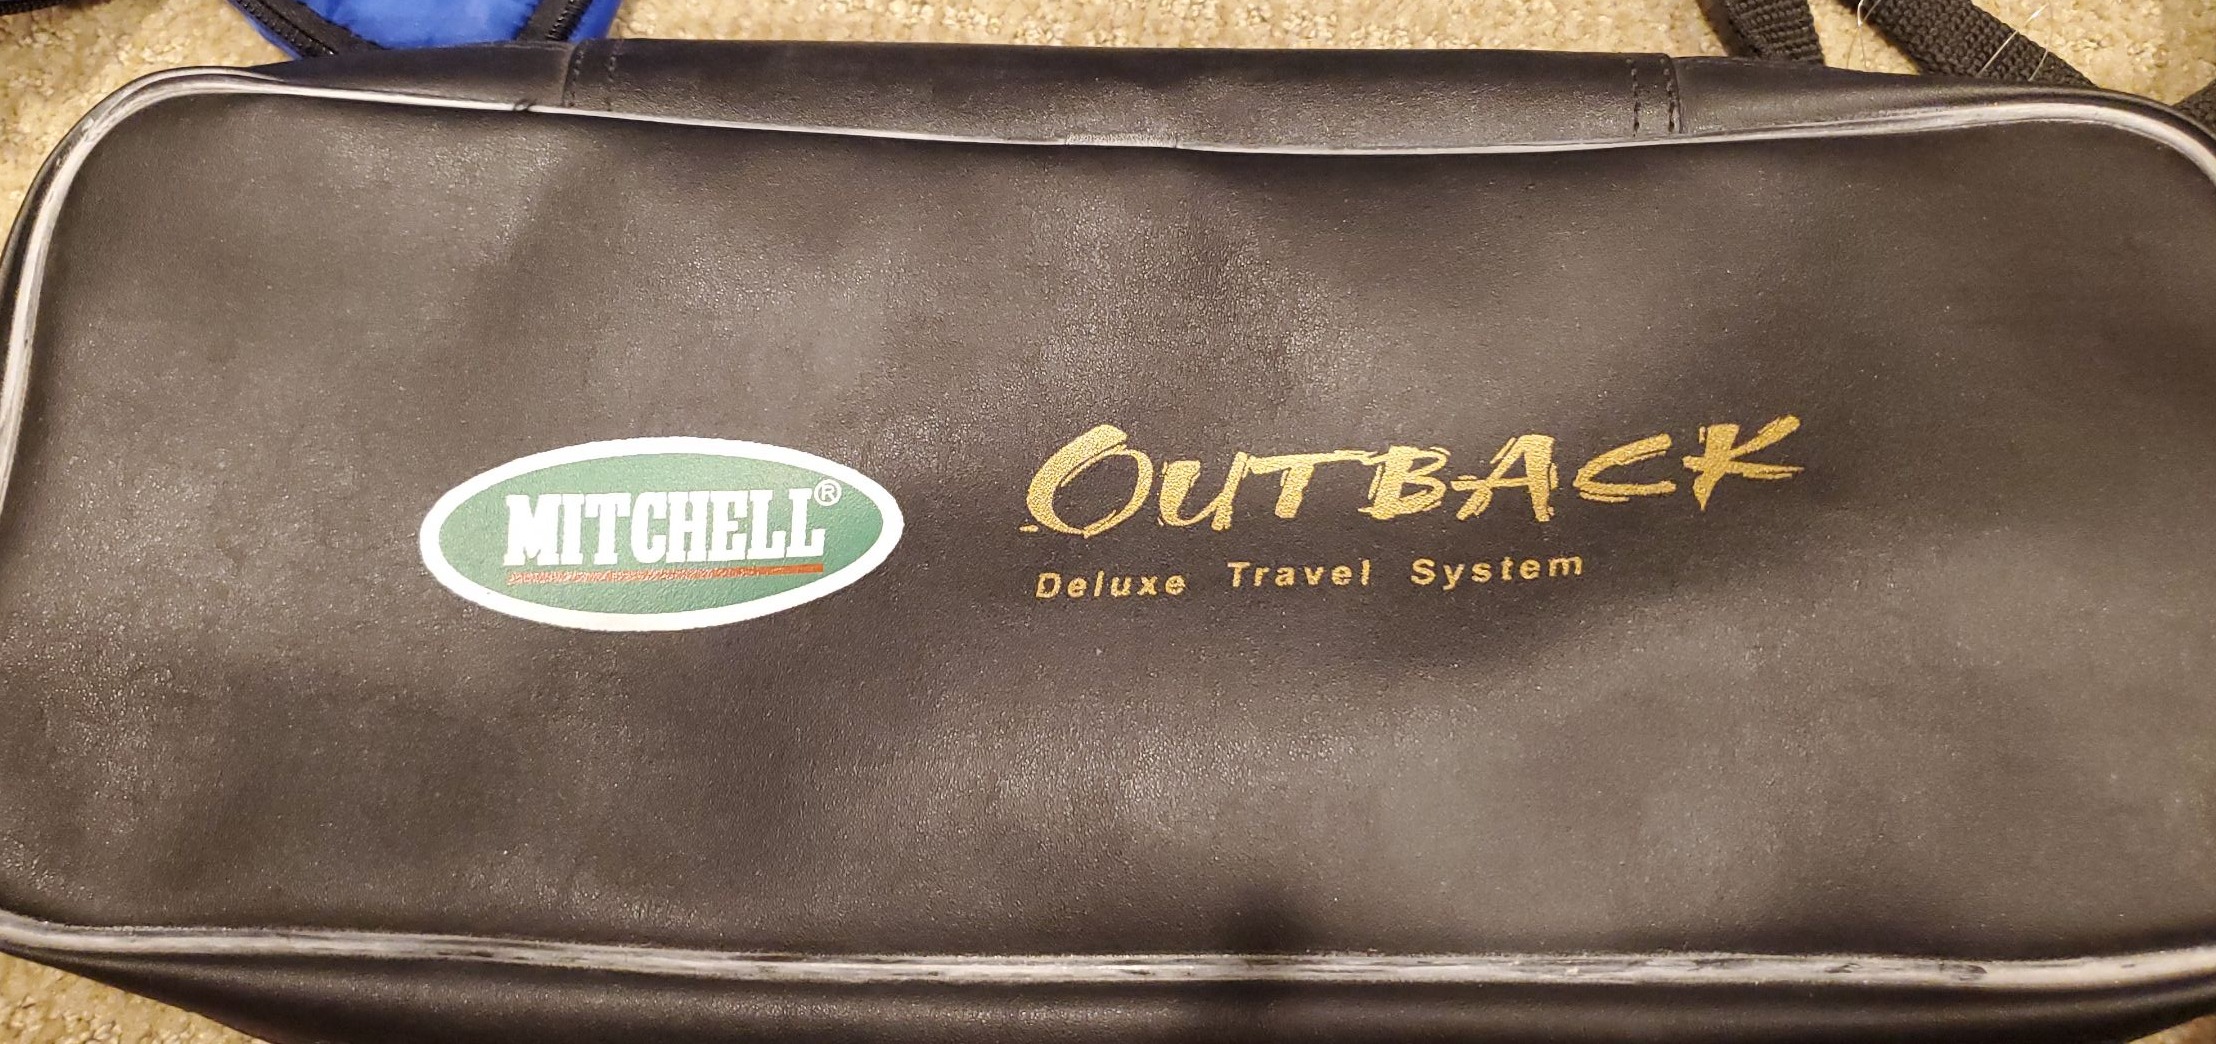 MITCHELL®
OUTBACK
Deluxe Travel System